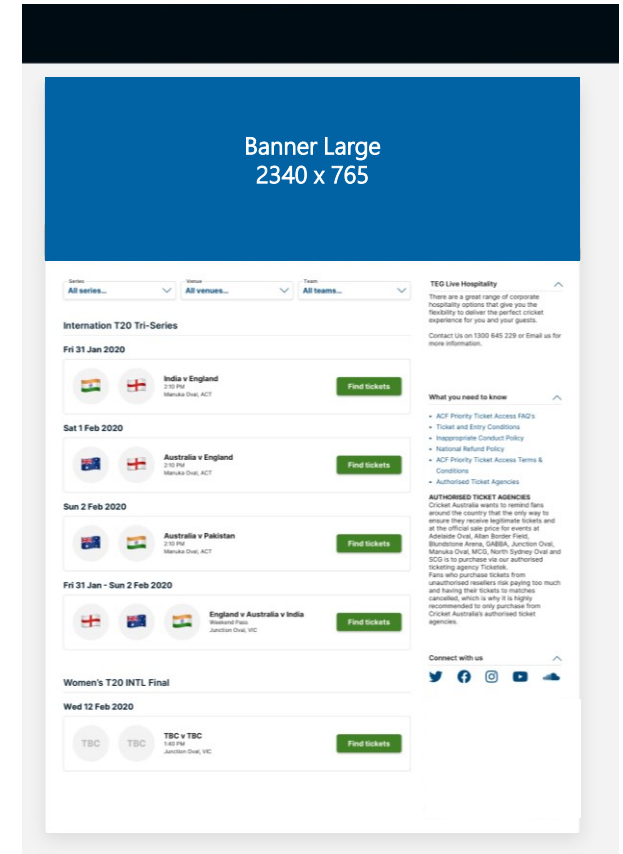 Banner Large
2340 x 765
Series
All series...
Venue
All venues...
Team
All teams...
Internation T20 Tri-Series
Fri 31 Jan 2020
India v England
2:10 PM
Manuka Oval, ACT
Find tickets
Sat 1 Feb 2020
Australia v England
2:10 PM
Manuka Oval, ACT
Find tickets
Sun 2 Feb 2020
Australia v Pakistan
2:10 PM
Manuka Oval, ACT
Find tickets
Fri 31 Jan - Sun 2 Feb 2020
England v Australia v India
Weekend Pass
Junction Oval, VIC
Find tickets
Women's T20 INTL Final
Wed 12 Feb 2020
TBC
TBC
TBC v TBC
1:40 PM
Junction Oval, VIC
Find tickets
TEG Live Hospitality
There are a great range of corporate
hospitality options that give you the
flexibility to deliver the perfect cricket
experience for you and your guests.
Contact Us on 1300 645 229 or Email us for
more information.
What you need to know
• ACF Priority Ticket Access FAQ's
• Ticket and Entry Conditions
• Inappropriate Conduct Policy
• National Refund Policy
• ACF Priority Ticket Access Terms &
Conditions
• Authorised Ticket Agencies
AUTHORISED TICKET AGENCIES
Cricket Australia wants to remind fans
around the country that the only way to
ensure they receive legitimate tickets and
at the official sale price for events at
Adelaide Oval, Allan Border Field,
Blundstone Arena, GABBA, Junction Oval,
Manuka Oval, MCG, North Sydney Oval and
SCG is to purchase via our authorised
ticketing agency Ticketek.
Fans who purchase tickets from
unauthorised resellers risk paying too much
and having their tickets to matches
cancelled, which is why it is highly
recommended to only purchase from
Cricket Australia's authorised ticket
agencies.
Connect with us